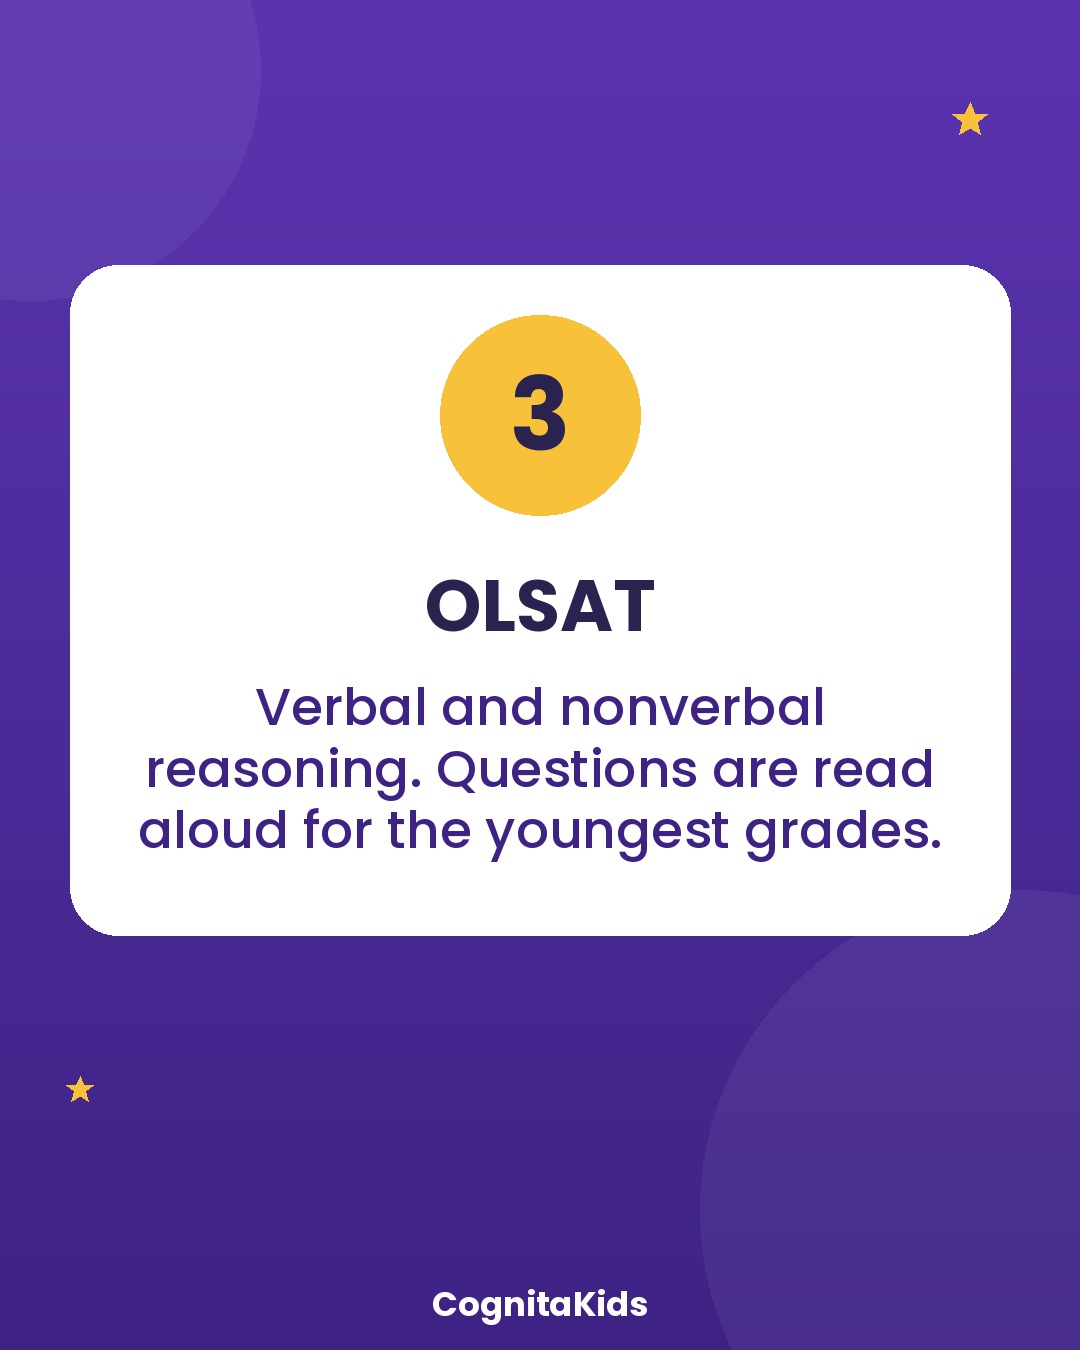 3
OLSAT
Verbal and nonverbal
reasoning. Questions are read
aloud for the youngest grades.
CognitaKids